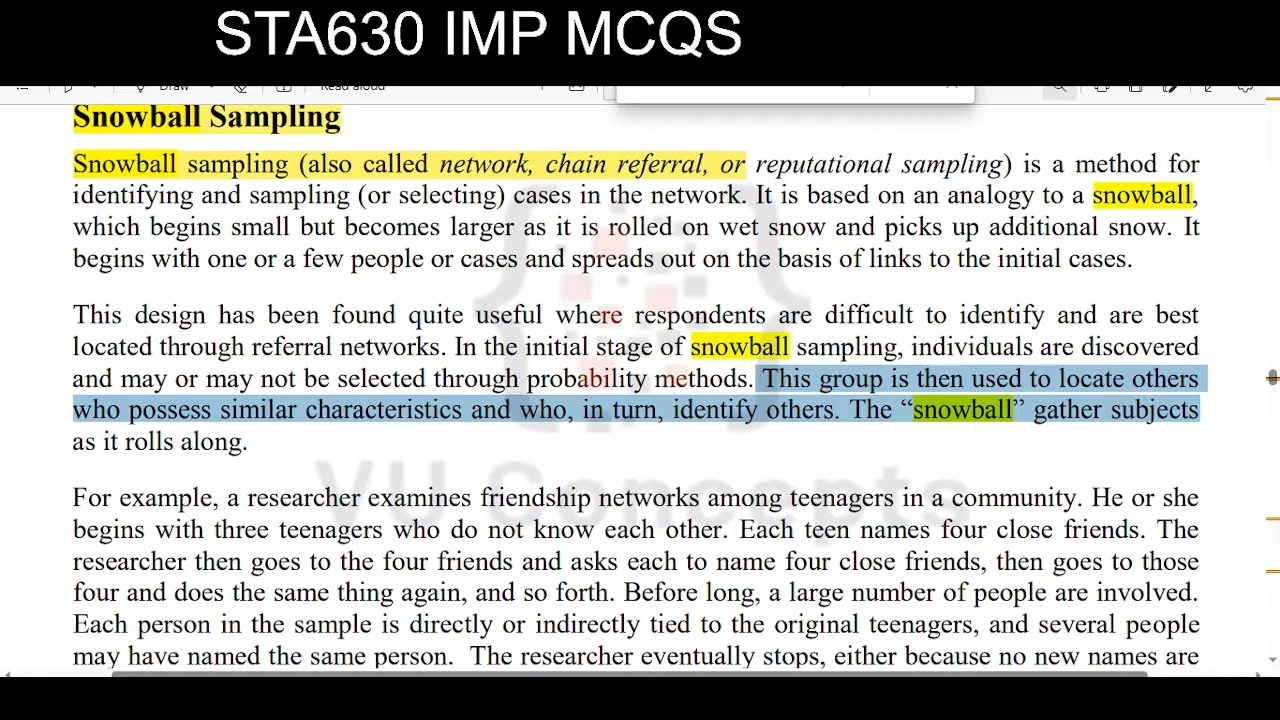 STA630 IMP MCQS
Draw
Read aloud
Snowball Sampling
Snowball sampling (also called network, chain referral, or reputational sampling) is a method for
identifying and sampling (or selecting) cases in the network. It is based on an analogy to a snowball,
which begins small but becomes larger as it is rolled on wet snow and picks up additional snow. It
begins with one or a few people or cases and spreads out on the basis of links to the initial cases.
This design has been found quite useful where respondents are difficult to identify and are best
located through referral networks. In the initial stage of snowball sampling, individuals are discovered
and may or may not be selected through probability methods. This group is then used to locate others
who possess similar characteristics and who, in turn, identify others. The “snowball” gather subjects
as it rolls along.
VU Concepts
For example, a researcher examines friendship networks among teenagers in a community. He or she
begins with three teenagers who do not know each other. Each teen names four close friends. The
researcher then goes to the four friends and asks each to name four close friends, then goes to those
four and does the same thing again, and so forth. Before long, a large number of people are involved.
Each person in the sample is directly or indirectly tied to the original teenagers, and several people
may have named the same person. The researcher eventually stops, either because no new names are